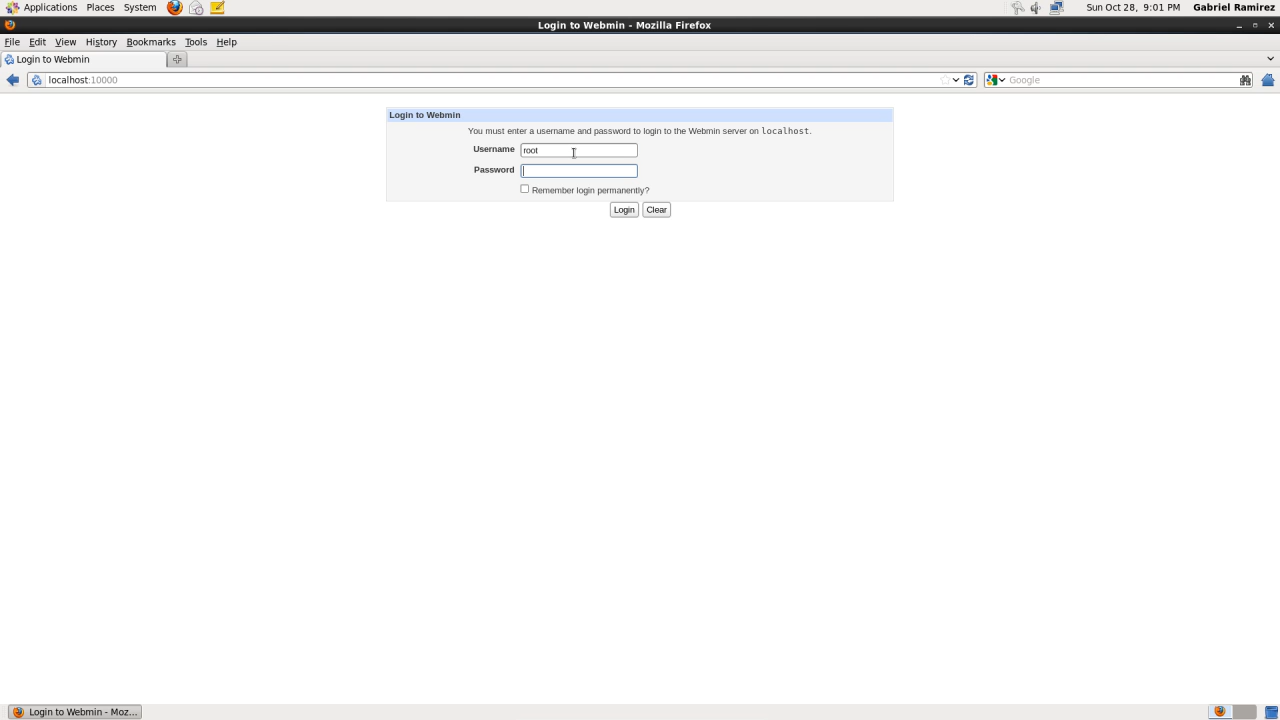 Applications Places System Sun Oct 28, 9:01 PM Gabriel Ramirez
Login to Webmin - Mozilla Firefox
File Edit View History Bookmarks Tools Help
Login to Webmin
localhost:10000 Google
Login to Webmin
You must enter a username and password to login to the Webmin server on localhost.
Username root
Password
Remember login permanently?
Login Clear
Login to Webmin - Moz...